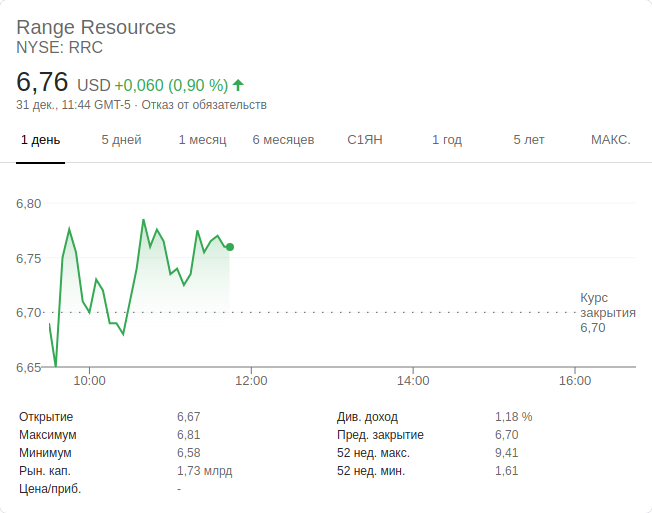 Range Resources
NYSE: RRC
6,76 USD +0,060 (0,90 %)
31 дек., 11:44 GMT-5 · Отказ от обязательств
1 день 5 дней 1 месяц 6 месяцев С1ЯН 1 год 5 лет МАКС.
6,80
6,75
6,70
6,65
Курс
закрытия
6,70
10:00 12:00 14:00 16:00
Открытие 6,67 Див. доход 1,18 %
Максимум 6,81 Пред. закрытие 6,70
Минимум 6,58 52 нед. макс. 9,41
Рын. кап. 1,73 млрд 52 нед. мин. 1,61
Цена/приб. -